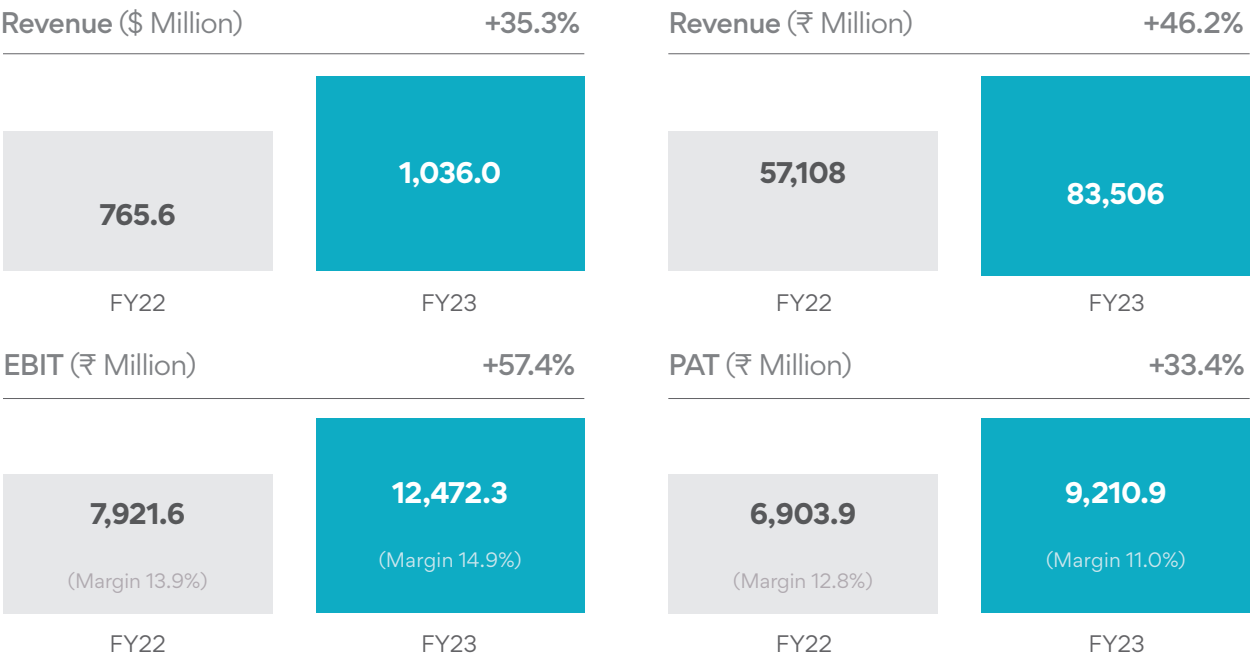 Revenue ($ Million) +35.3%
765.6
1,036.0
FY22 FY23
Revenue (₹ Million) +46.2%
57,108
83,506
FY22 FY23
EBIT (₹ Million) +57.4%
7,921.6
(Margin 13.9%)
12,472.3
(Margin 14.9%)
FY22 FY23
PAT (₹ Million) +33.4%
6,903.9
(Margin 12.8%)
9,210.9
(Margin 11.0%)
FY22 FY23